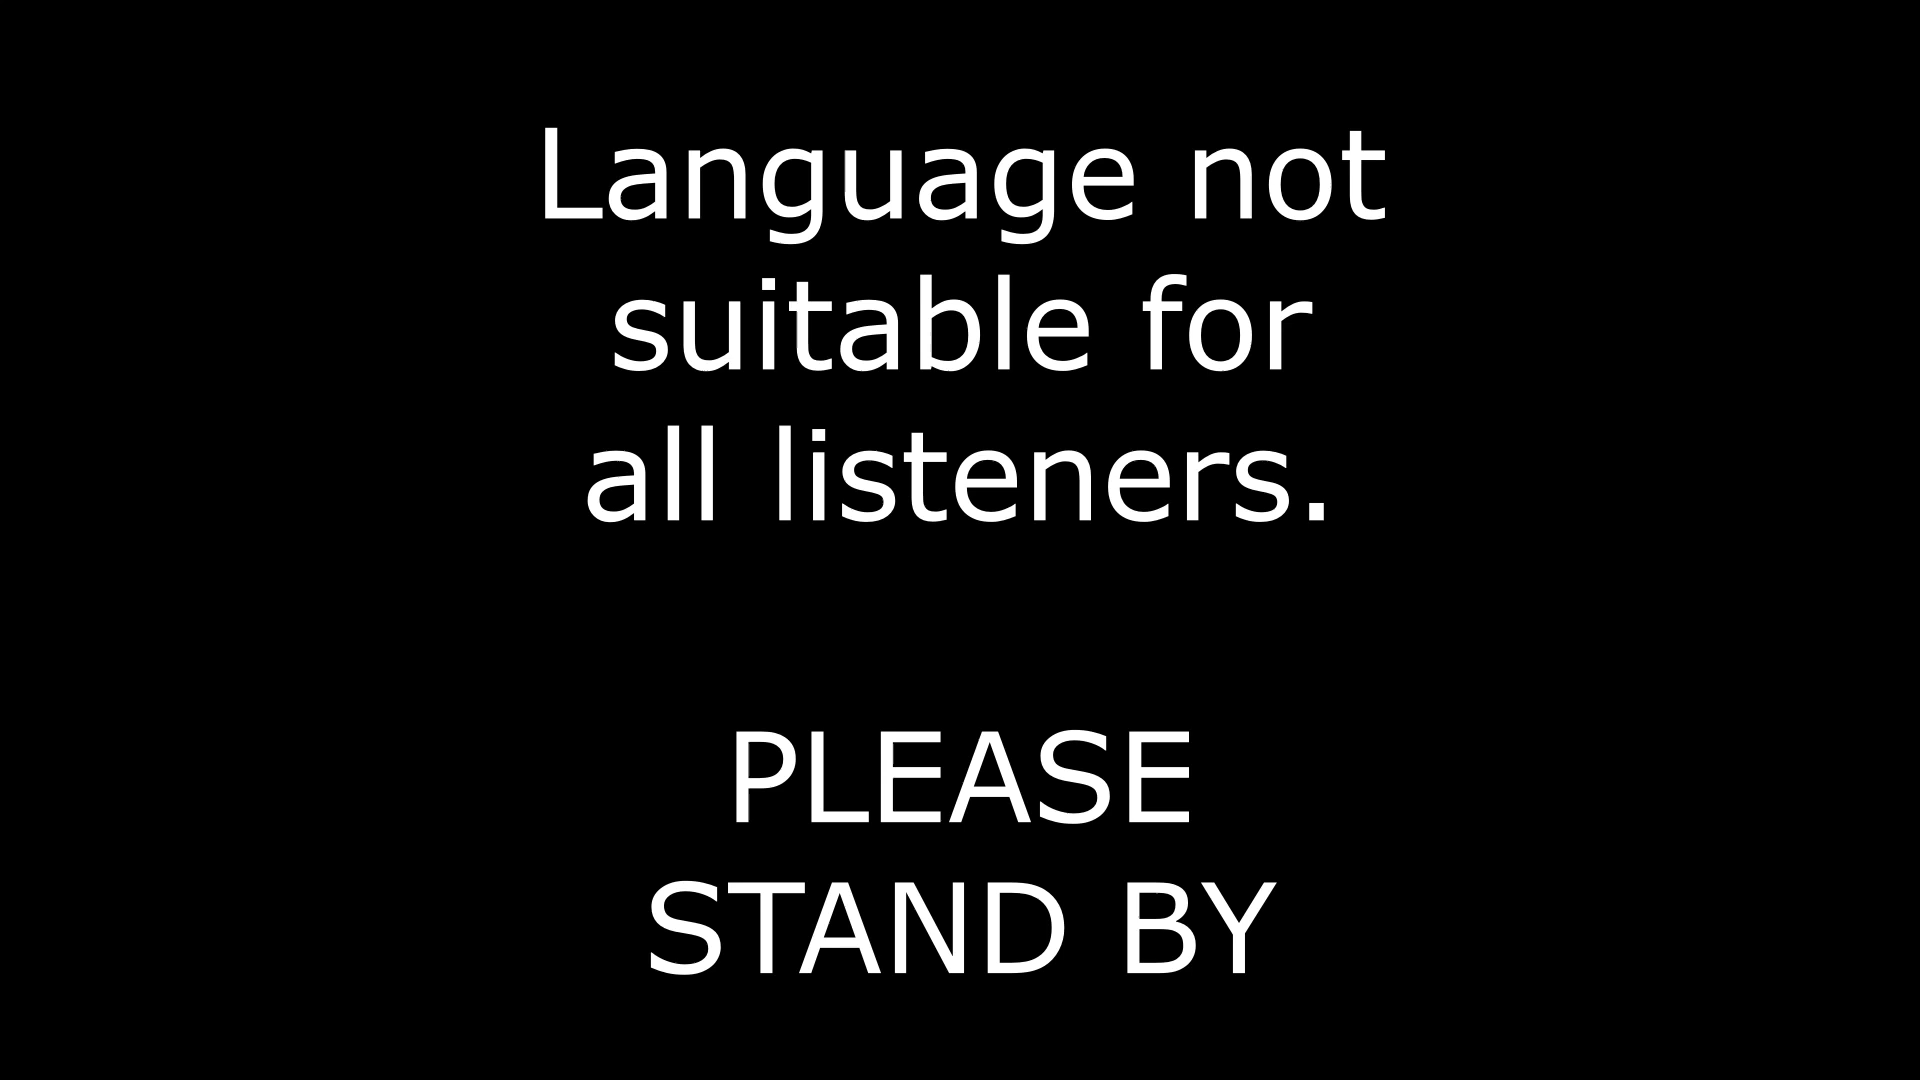 Language not
suitable for
all listeners.
PLEASE
STAND BY